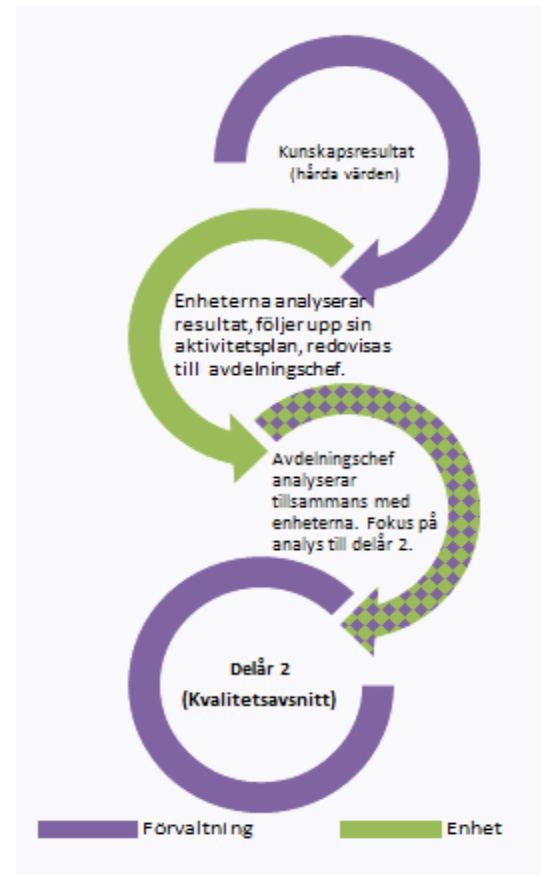 Kunskapsresultat
(hårda värden)
Enheterna analyserar
resultat, följer upp sin
aktivitetsplan, redovisas
till avdelningschef.
Avdelningschef
analyserar
tillsammans med
enheterna. Fokus på
analys till delår 2.
Delår 2
(Kvalitetsavsnitt)
Förvaltning
Enhet